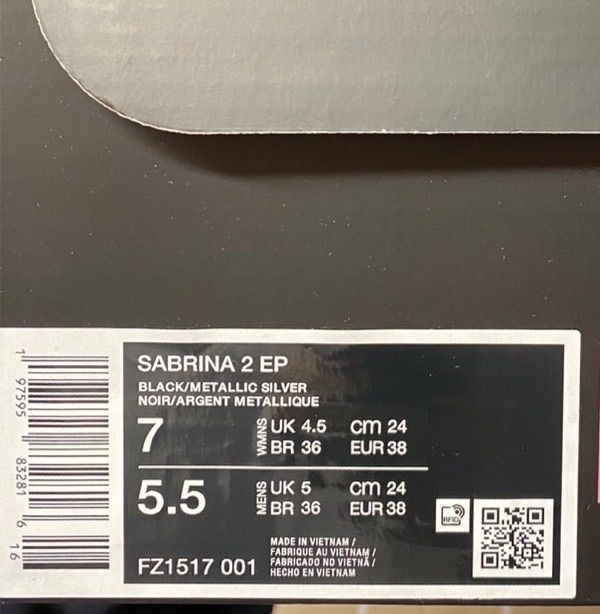 SABRINA 2 EP
BLACK/METALLIC SILVER
NOIR/ARGENT METALLIQUE
7 WMNS UK 4.5 cm 24
BR 36 EUR 38
5.5 MENS UK 5 cm 24
BR 36 EUR 38
RFID
FZ1517 001
MADE IN VIETNAM /
FABRIQUE AU VIETNAM /
FABRICADO NO VIETNÃ /
HECHO EN VIETNAM
1 97595 83281 6 16